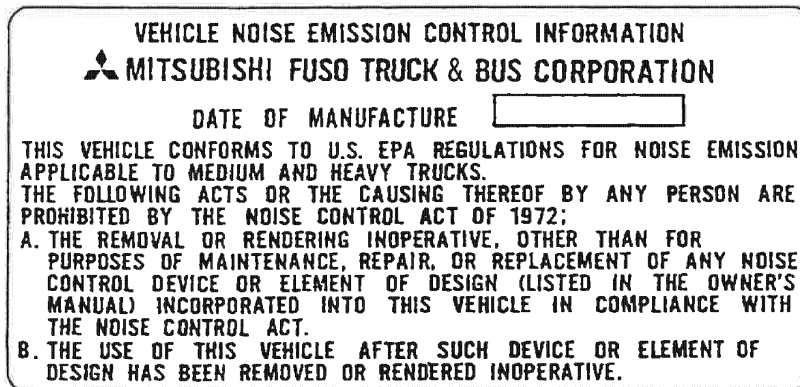 VEHICLE NOISE EMISSION CONTROL INFORMATION
MITSUBISHI FUSO TRUCK & BUS CORPORATION
DATE OF MANUFACTURE
THIS VEHICLE CONFORMS TO U.S. EPA REGULATIONS FOR NOISE EMISSION
APPLICABLE TO MEDIUM AND HEAVY TRUCKS.
THE FOLLOWING ACTS OR THE CAUSING THEREOF BY ANY PERSON ARE
PROHIBITED BY THE NOISE CONTROL ACT OF 1972;
A. THE REMOVAL OR RENDERING INOPERATIVE, OTHER THAN FOR
PURPOSES OF MAINTENANCE, REPAIR, OR REPLACEMENT OF ANY NOISE
CONTROL DEVICE OR ELEMENT OF DESIGN (LISTED IN THE OWNER'S
MANUAL) INCORPORATED INTO THIS VEHICLE IN COMPLIANCE WITH
THE NOISE CONTROL ACT.
B. THE USE OF THIS VEHICLE AFTER SUCH DEVICE OR ELEMENT OF
DESIGN HAS BEEN REMOVED OR RENDERED INOPERATIVE.